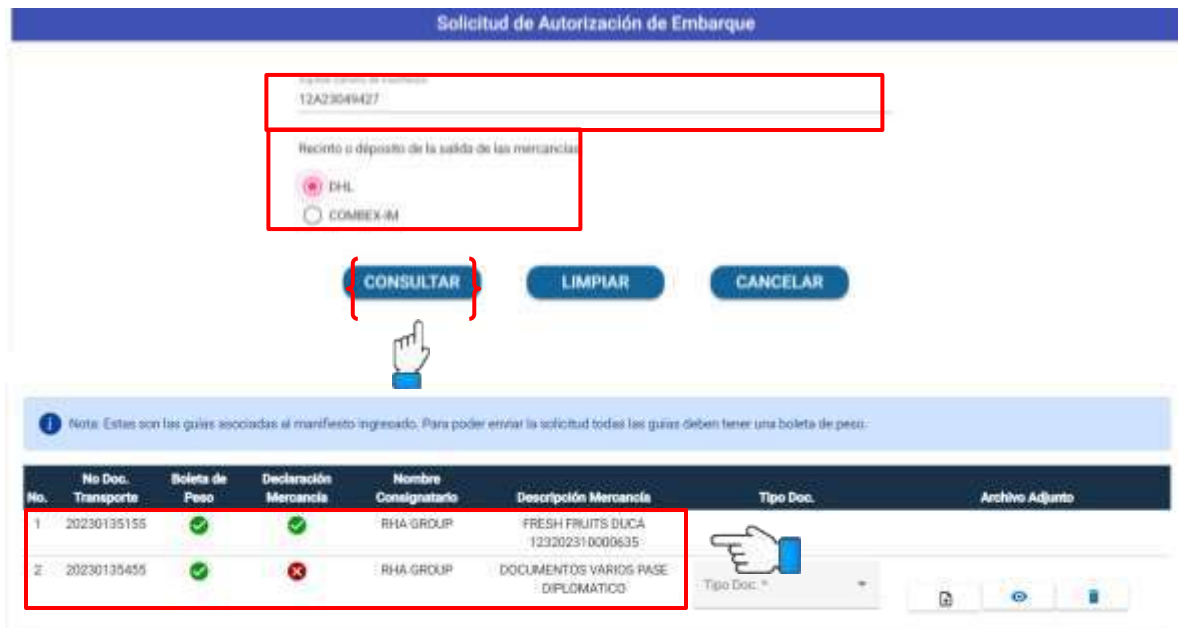 Solicitud de Autorización de Embarque
12A23049427
Recinto o déposito de la salida de las mercancías
DHL
COMBEX-IM
CONSULTAR LIMPIAR CANCELAR
Nota: Estas son las guías asociadas al manifiesto ingresado. Para poder enviar la solicitud todas las guías deben tener una boleta de peso.
No. No Doc. Transporte Boleta de Peso Declaración Mercancía Nombre Consignatario Descripción Mercancía Tipo Doc. Archivo Adjunto
1 20230135155 RHA GROUP FRESH FRUITS DUCA
123202310000635
2 20230135455 RHA GROUP DOCUMENTOS VARIOS PASE
DIPLOMATICO Tipo Doc. *